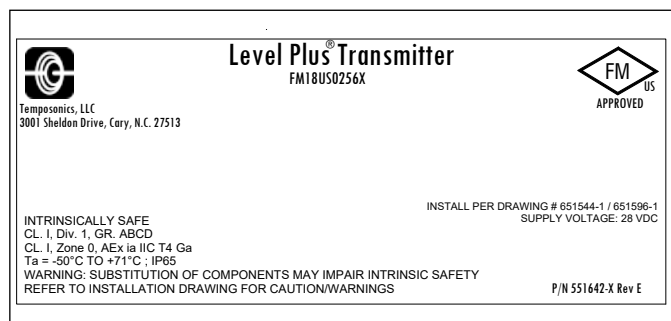 Level Plus® Transmitter
FM18US0256X
Temposonics, LLC
3001 Sheldon Drive, Cary, N.C. 27513
FM
US
APPROVED
INSTALL PER DRAWING # 651544-1 / 651596-1
SUPPLY VOLTAGE: 28 VDC
INTRINSICALLY SAFE
CL. I, Div. 1, GR. ABCD
CL. I, Zone 0, AEx ia IIC T4 Ga
Ta = -50°C TO +71°C ; IP65
WARNING: SUBSTITUTION OF COMPONENTS MAY IMPAIR INTRINSIC SAFETY
REFER TO INSTALLATION DRAWING FOR CAUTION/WARNINGS
P/N 551642-X Rev E